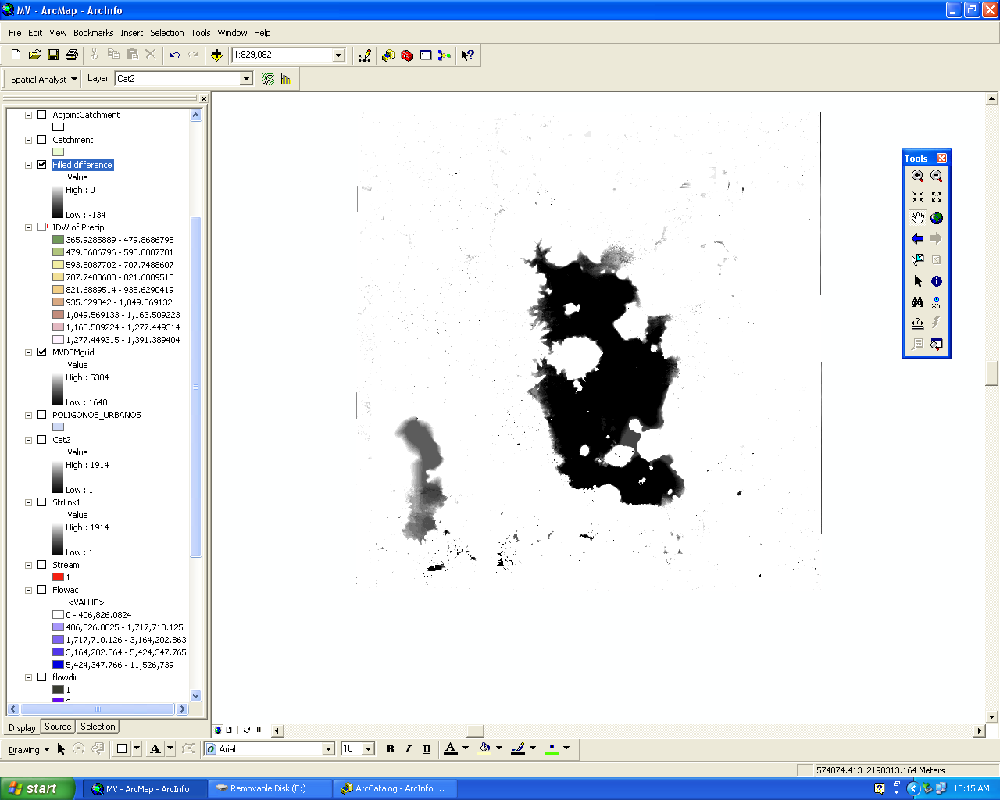 MV - ArcMap - ArcInfo
File Edit View Bookmarks Insert Selection Tools Window Help
1:829,082
Spatial Analyst Layer: Cat2
AdjointCatchment
Catchment
Filled difference
Value
High : 0
Low : -134
IDW of Precip
365.9285889 - 479.8686795
479.8686796 - 593.8087701
593.8087702 - 707.7488607
707.7488608 - 821.6889513
821.6889514 - 935.6290419
935.629042 - 1,049.569132
1,049.569133 - 1,163.509223
1,163.509224 - 1,277.449314
1,277.449315 - 1,391.389404
MVDEMgrid
Value
High : 5384
Low : 1640
POLIGONOS_URBANOS
Cat2
Value
High : 1914
Low : 1
StrLnk1
Value
High : 1914
Low : 1
Stream
1
Flowac
<VALUE>
0 - 406,826.0824
406,826.0825 - 1,717,710.125
1,717,710.126 - 3,164,202.863
3,164,202.864 - 5,424,347.765
5,424,347.766 - 11,526,739
flowdir
1
2
Display Source Selection
Tools
XY
Drawing A Arial 10 B I U A
574874.413 2190313.164 Meters
start MV - ArcMap - ArcInfo Removable Disk (E:) ArcCatalog - ArcInfo ... 10:15 AM